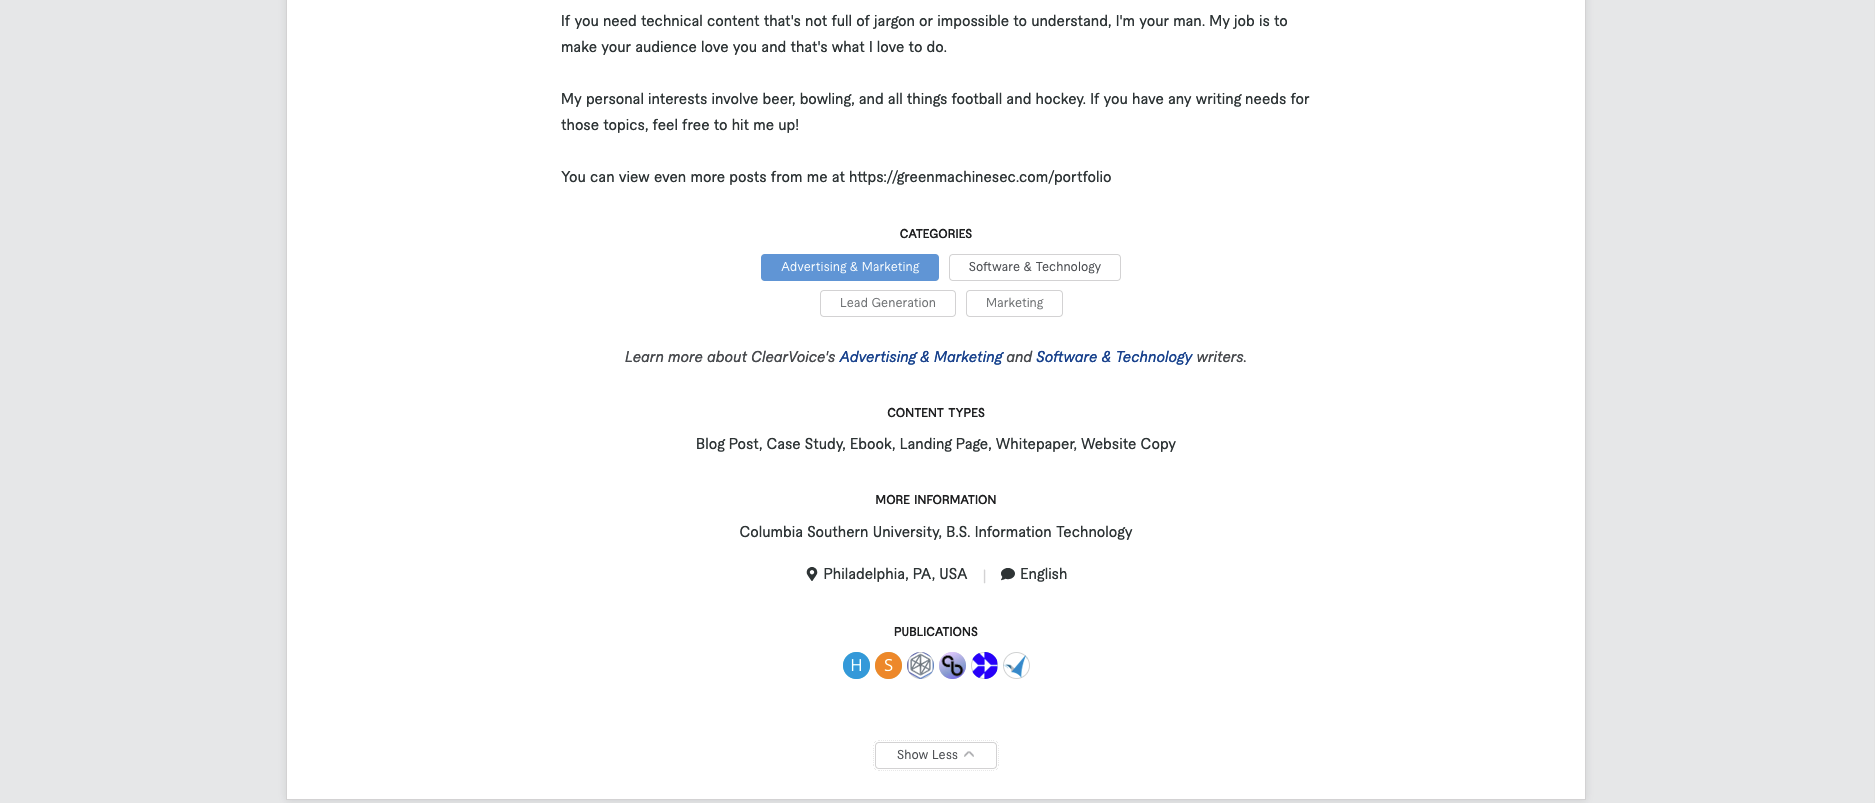 If you need technical content that's not full of jargon or impossible to understand, I'm your man. My job is to
make your audience love you and that's what I love to do.
My personal interests involve beer, bowling, and all things football and hockey. If you have any writing needs for
those topics, feel free to hit me up!
You can view even more posts from me at https://greenmachinesec.com/portfolio
CATEGORIES
Advertising & Marketing Software & Technology
Lead Generation Marketing
Learn more about ClearVoice's Advertising & Marketing and Software & Technology writers.
CONTENT TYPES
Blog Post, Case Study, Ebook, Landing Page, Whitepaper, Website Copy
MORE INFORMATION
Columbia Southern University, B.S. Information Technology
Philadelphia, PA, USA | English
PUBLICATIONS
H S
Show Less